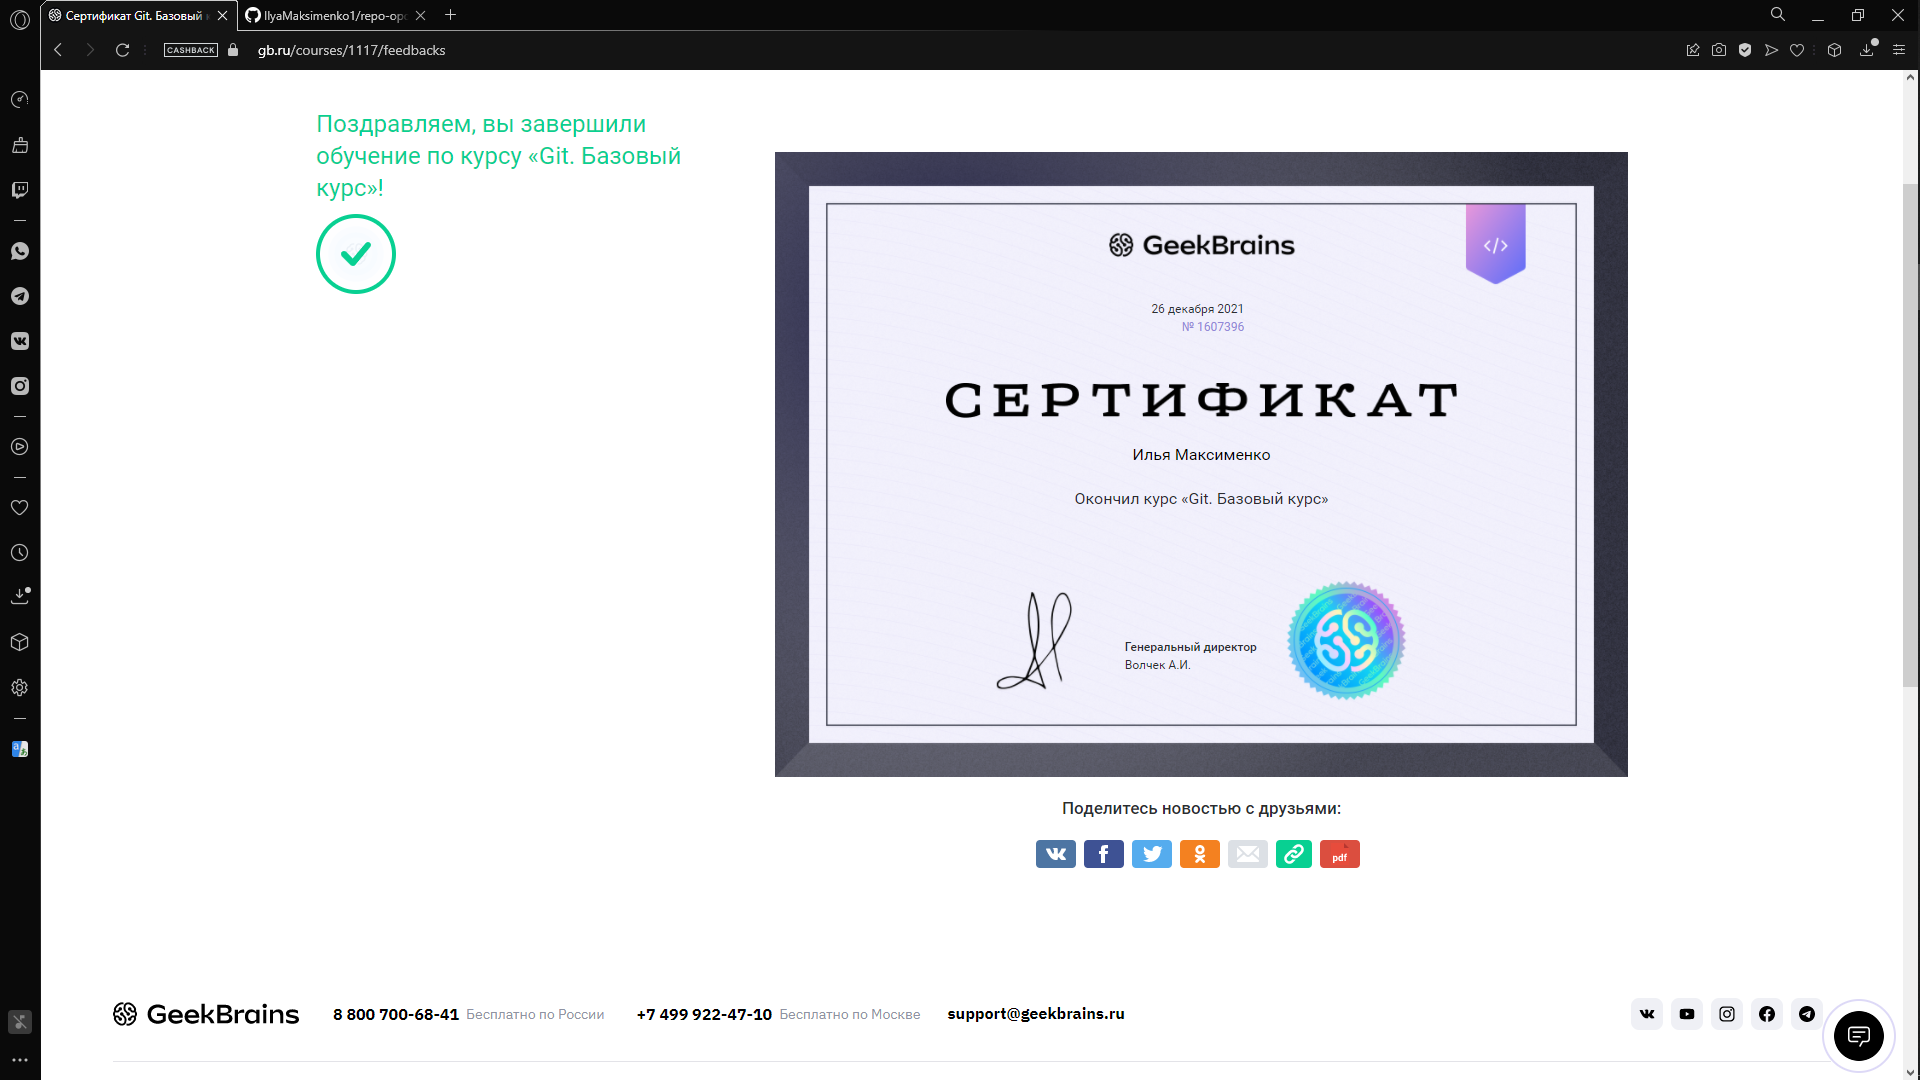 Сертификат Git. Базовый
IlyaMaksimenko1/repo-op
CASHBACK
gb.ru/courses/1117/feedbacks
Поздравляем, вы завершили
обучение по курсу «Git. Базовый
курс»!
GeekBrains
</>
26 декабря 2021
№ 1607396
СЕРТИФИКАТ
Илья Максименко
Окончил курс «Git. Базовый курс»
Генеральный директор
Волчек А.И.
Поделитесь новостью с друзьями:
pdf
GeekBrains
8 800 700-68-41 Бесплатно по России
+7 499 922-47-10 Бесплатно по Москве
support@geekbrains.ru